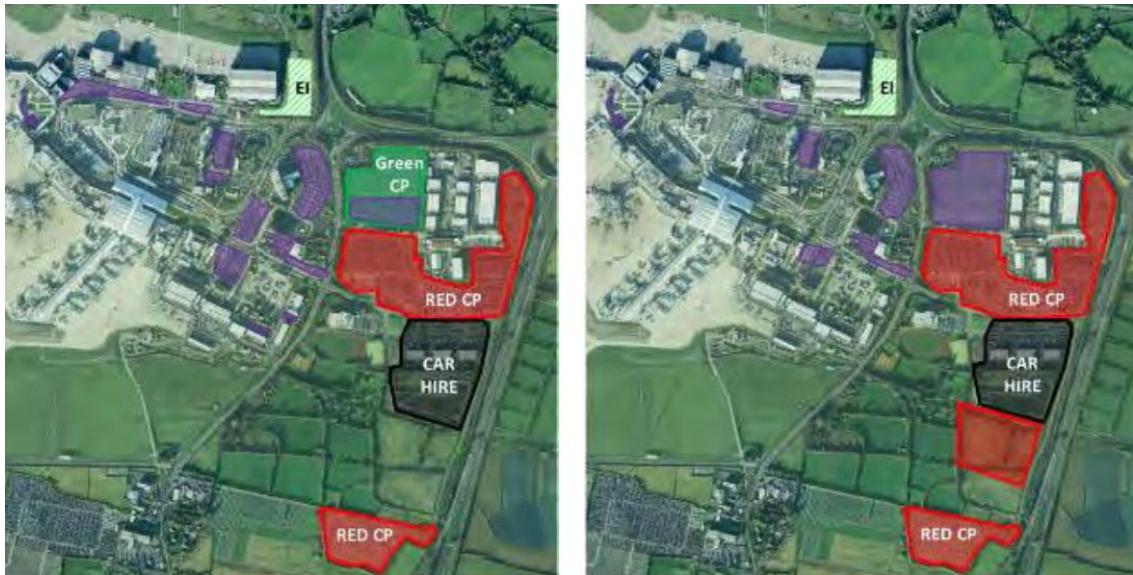 EI
Green
CP
RED CP
CAR
HIRE
RED CP
EI
RED CP
CAR
HIRE
RED CP